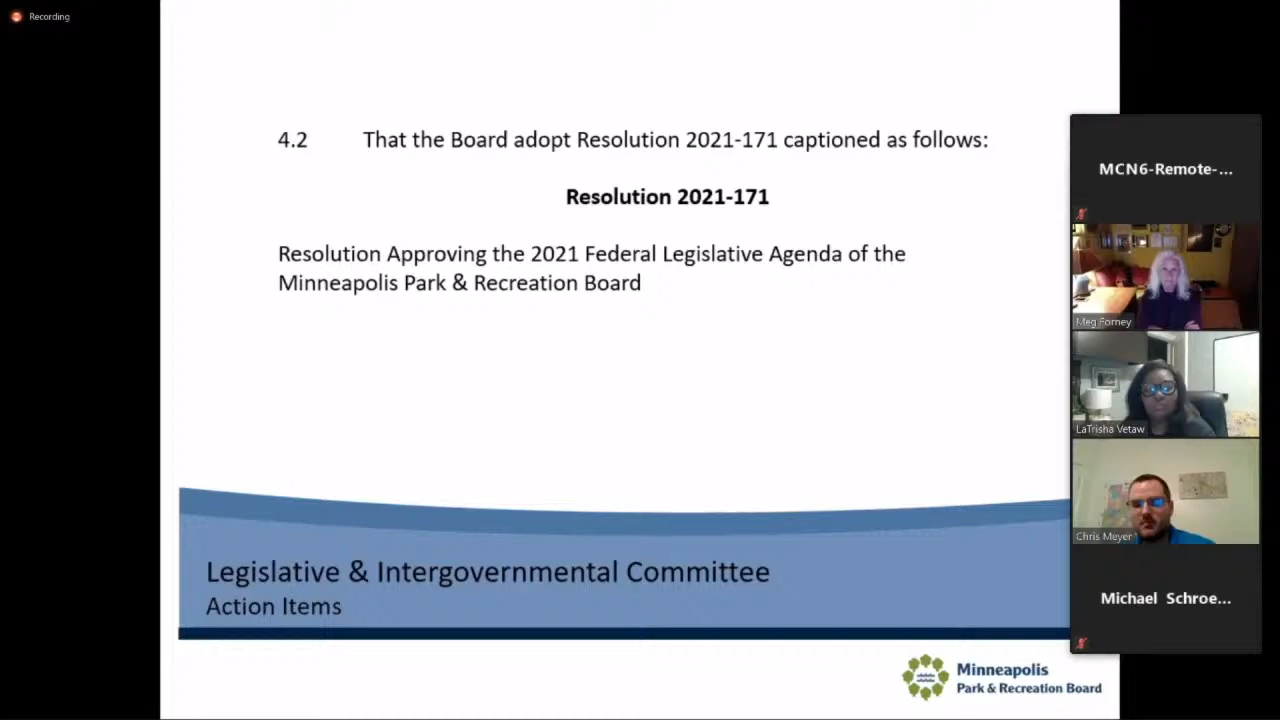 Recording
4.2 That the Board adopt Resolution 2021-171 captioned as follows:
Resolution 2021-171
Resolution Approving the 2021 Federal Legislative Agenda of the
Minneapolis Park & Recreation Board
Legislative & Intergovernmental Committee
Action Items
Minneapolis
Park & Recreation Board
MCN6-Remote-...
Meg Forney
LaTrisha Vetaw
Chris Meyer
Michael Schroe...